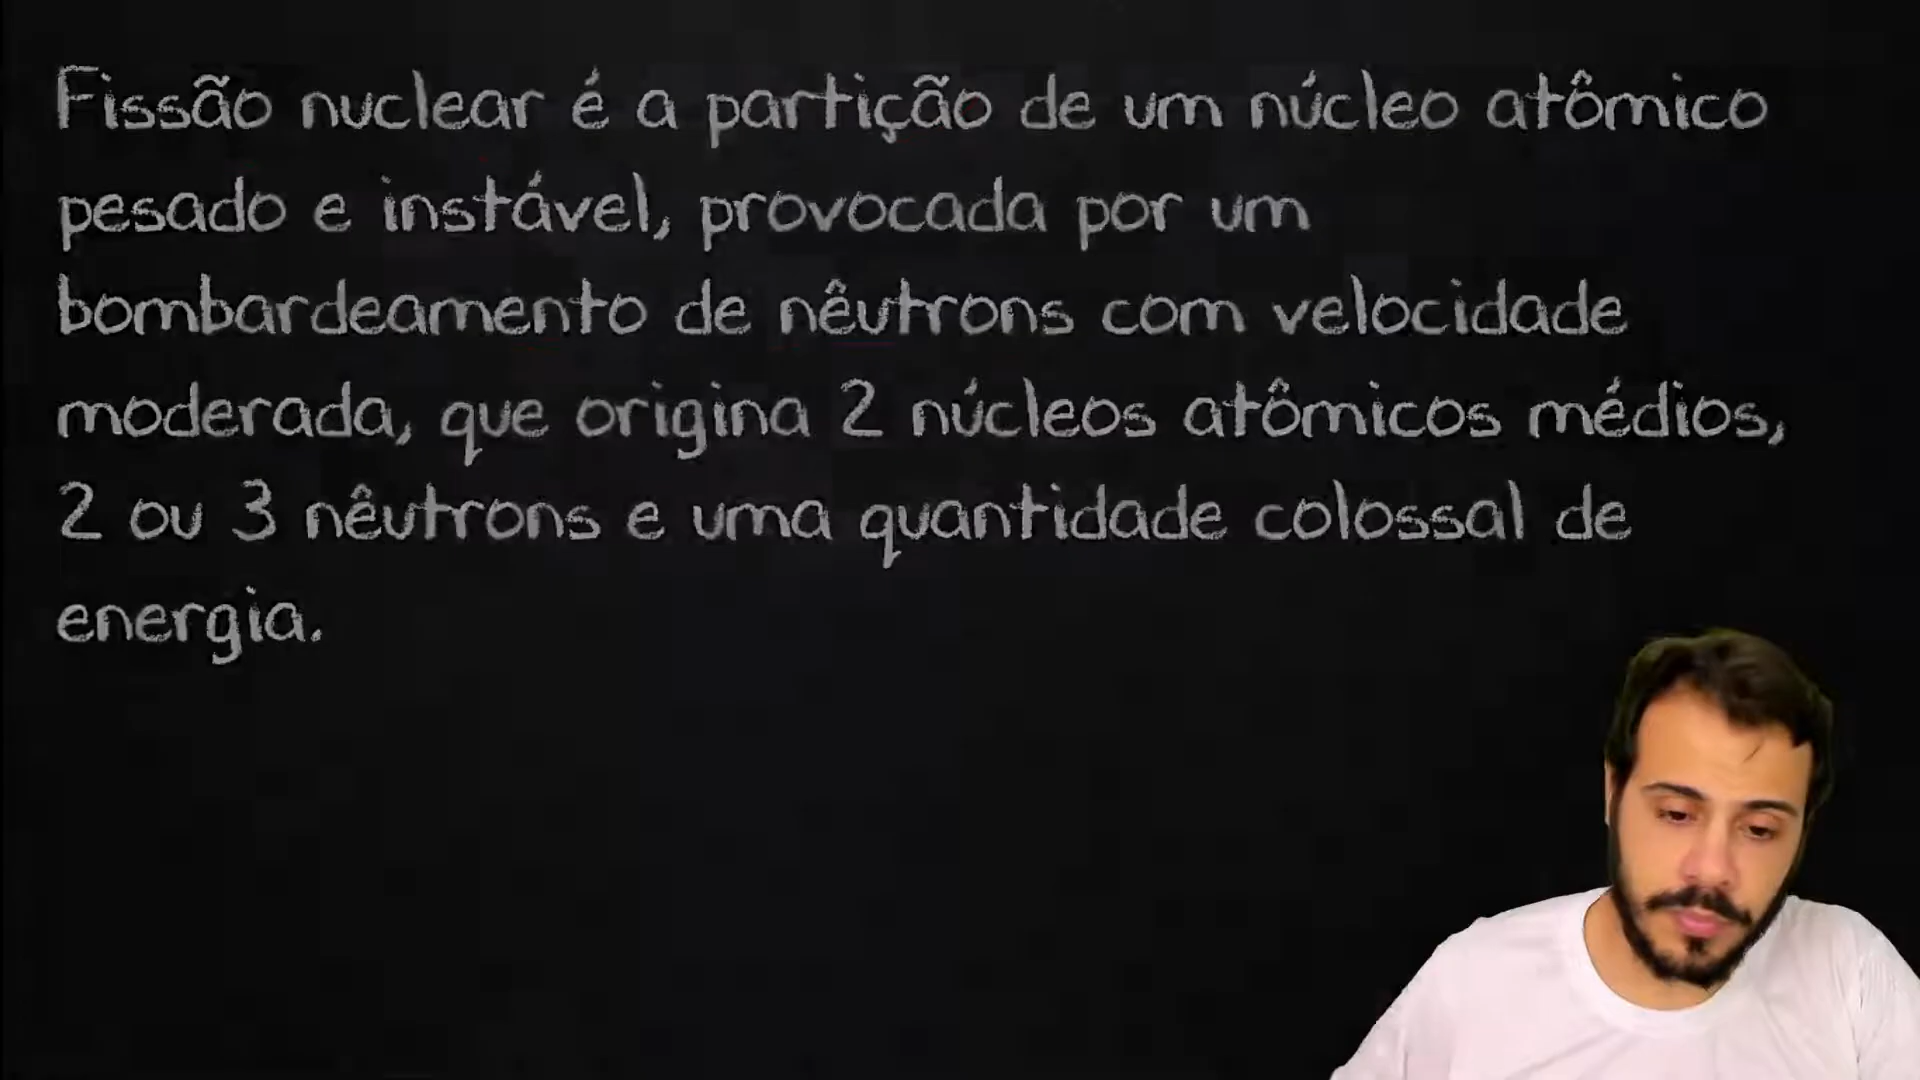 Fissão nuclear é a partição de um núcleo atômico
pesado e instável, provocada por um
bombardeamento de nêutrons com velocidade
moderada, que origina 2 núcleos atômicos médios,
2 ou 3 nêutrons e uma quantidade colossal de
energia.